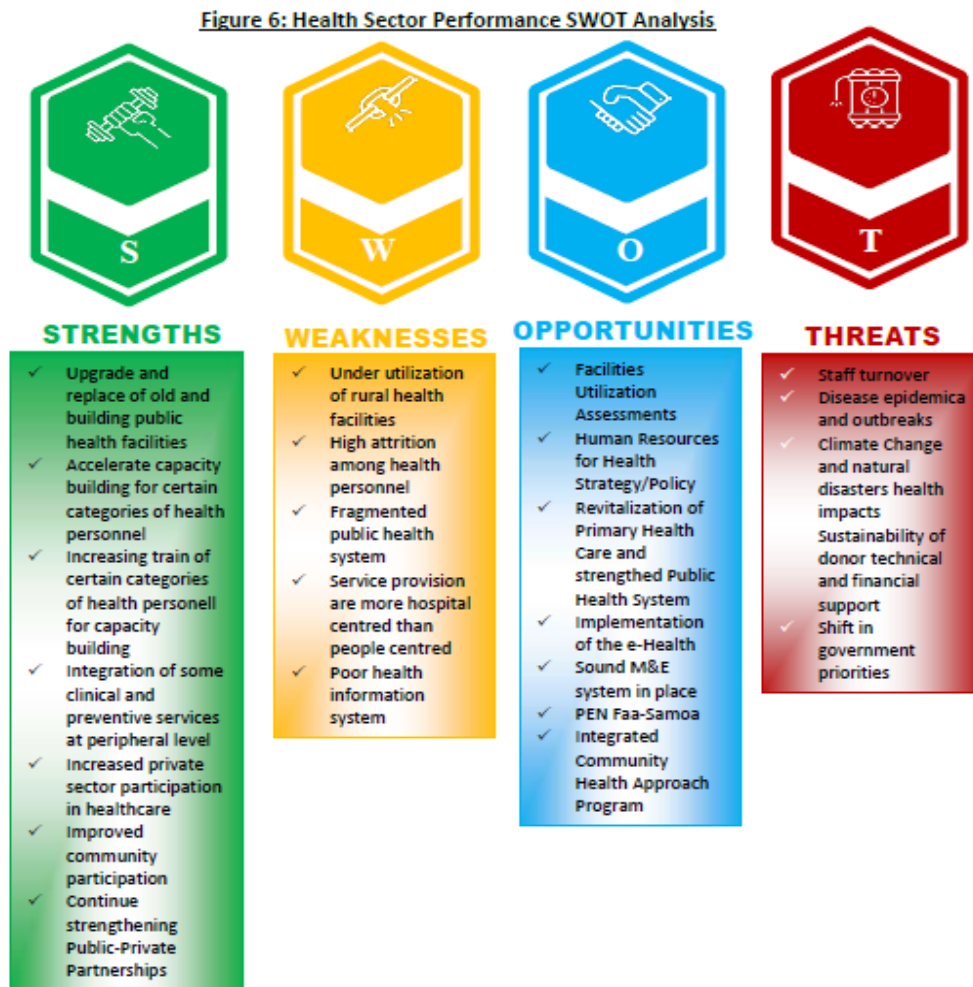 Figure 6: Health Sector Performance SWOT Analysis
S
W
O
T
STRENGTHS
✓ Upgrade and
replace of old and
building public
health facilities
✓ Accelerate capacity
building for certain
categories of health
personnel
✓ Increasing train of
certain categories
of health personell
for capacity
building
✓ Integration of some
clinical and
preventive services
at peripheral level
✓ Increased private
sector participation
in healthcare
✓ Improved
community
participation
✓ Continue
strengthening
Public-Private
Partnerships
WEAKNESSES
✓ Under utilization
of rural health
facilities
✓ High attrition
among health
personnel
✓ Fragmented
public health
system
✓ Service provision
are more hospital
centred than
people centred
✓ Poor health
information
system
OPPORTUNITIES
✓ Facilities
Utilization
Assessments
✓ Human Resources
for Health
Strategy/Policy
✓ Revitalization of
Primary Health
Care and
strengthed Public
Health System
✓ Implementation
of the e-Health
✓ Sound M&E
system in place
✓ PEN Faa-Samoa
✓ Integrated
Community
Health Approach
Program
THREATS
✓ Staff turnover
✓ Disease epidemica
and outbreaks
✓ Climate Change
and natural
disasters health
impacts
Sustainability of
donor technical
and financial
support
✓ Shift in
government
priorities